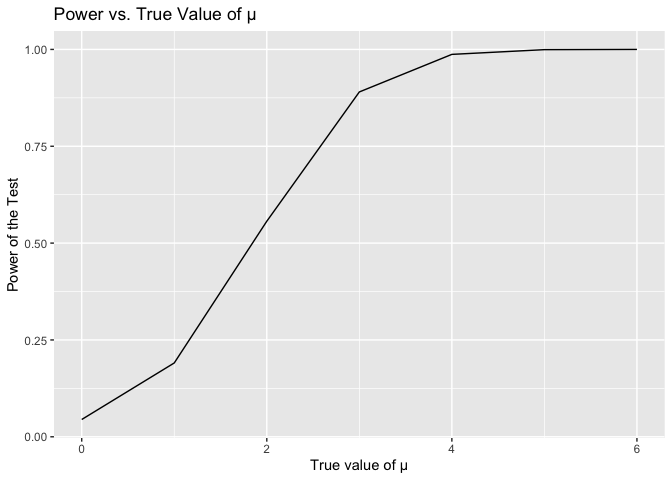 Power vs. True Value of μ
1.00
0.75
0.50
0.25
0.00
Power of the Test
0 2 4 6
True value of μ